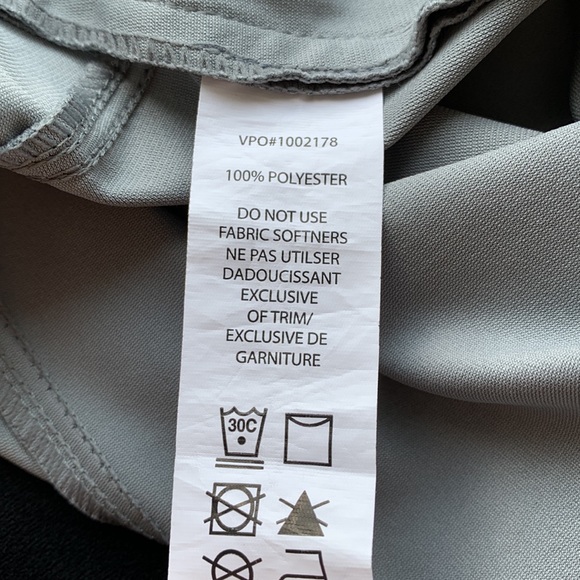 VPO#1002178
100% POLYESTER
DO NOT USE
FABRIC SOFTNERS
NE PAS UTILSER
DADOUCISSANT
EXCLUSIVE
OF TRIM/
EXCLUSIVE DE
GARNITURE
30C